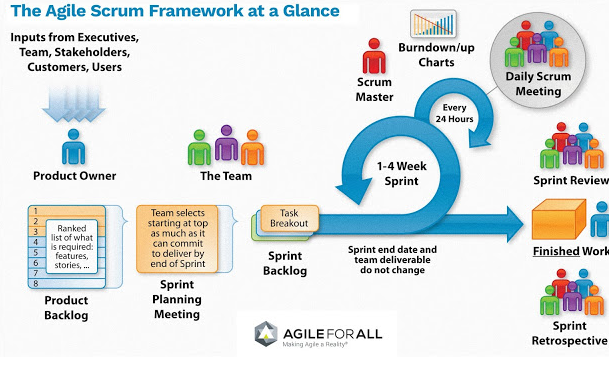 The Agile Scrum Framework at a Glance
Inputs from Executives,
Team, Stakeholders,
Customers, Users
Product Owner
The Team
Scrum
Master
Burndown/up
Charts
Daily Scrum
Meeting
Every
24 Hours
1-4 Week
Sprint
Sprint Review
1
2
3
4
5
6
7
8
Ranked
list of what
is required:
features,
stories, ...
Product
Backlog
Team selects
starting at top
as much as it
can commit
to deliver by
end of Sprint
Sprint
Planning
Meeting
Task
Breakout
Sprint
Backlog
Sprint end date and
team deliverable
do not change
Finished Work
Sprint
Retrospective
AGILE FOR ALL
Making Agile a Reality®